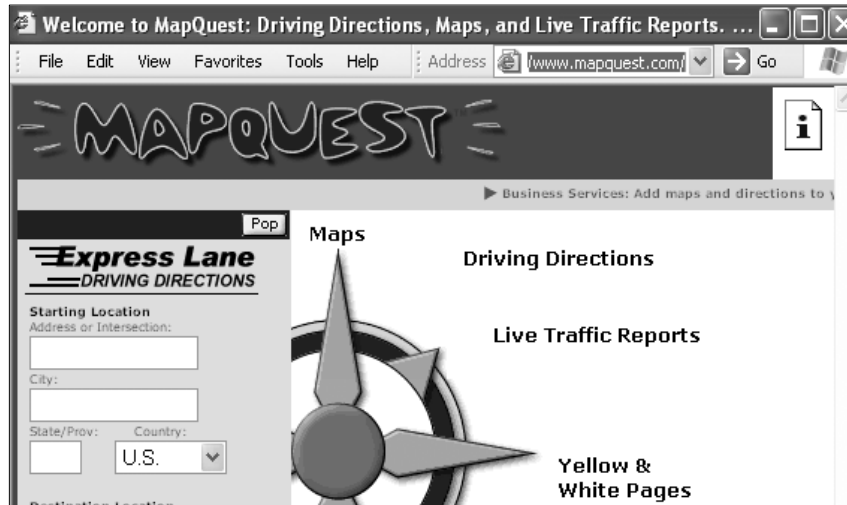 Welcome to MapQuest: Driving Directions, Maps, and Live Traffic Reports. ...
File Edit View Favorites Tools Help Address /www.mapquest.com/ Go
MAPQUEST
Business Services: Add maps and directions to
Pop
Express Lane
DRIVING DIRECTIONS
Starting Location
Address or Intersection:
City:
State/Prov: Country:
U.S.
Maps
Driving Directions
Live Traffic Reports
Yellow &
White Pages